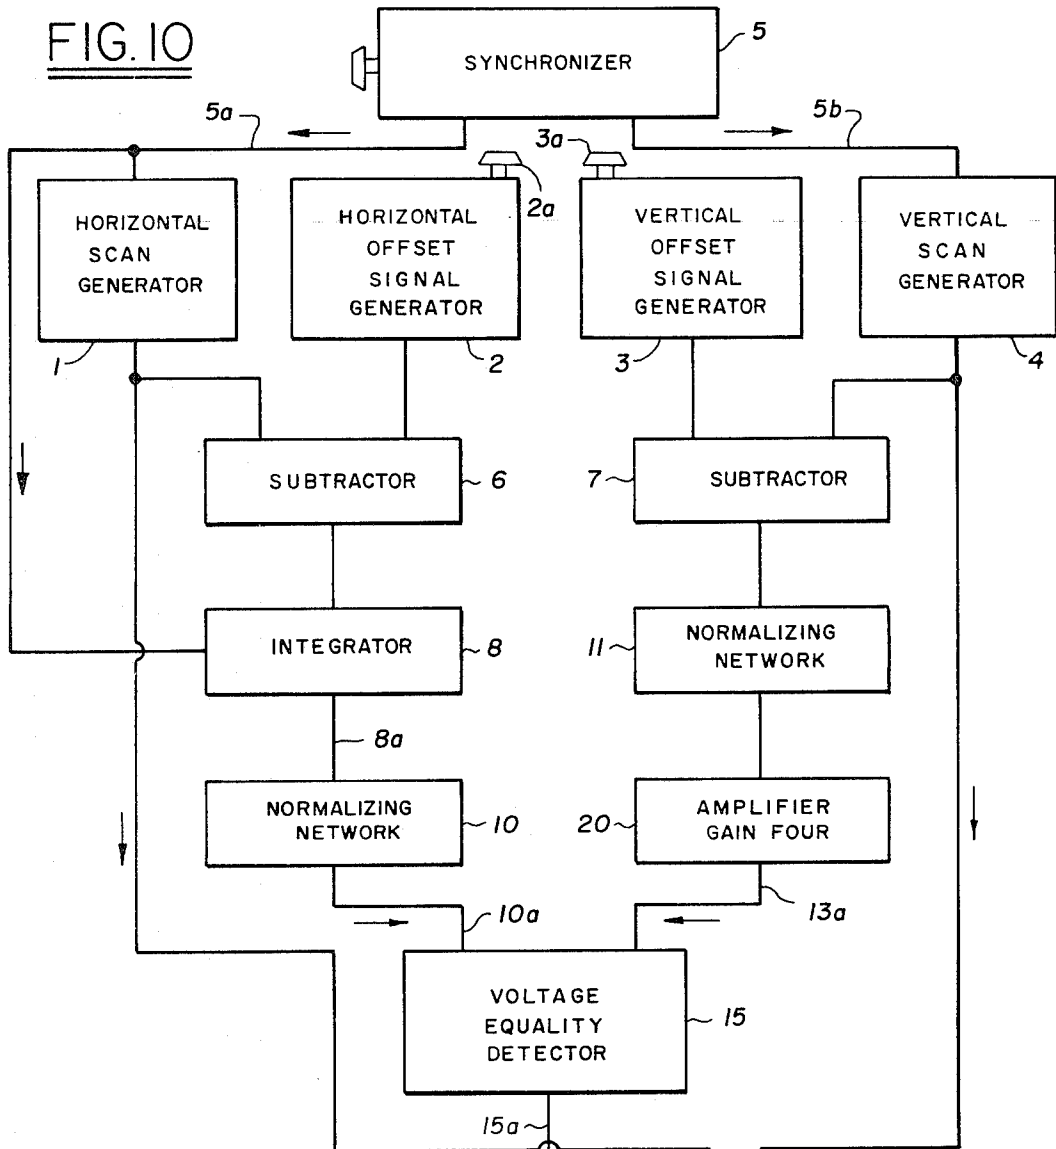 FIG. 10
SYNCHRONIZER
5
5a
5b
3a
2a
HORIZONTAL
SCAN
GENERATOR
HORIZONTAL
OFFSET
SIGNAL
GENERATOR
VERTICAL
OFFSET
SIGNAL
GENERATOR
VERTICAL
SCAN
GENERATOR
1
2
3
4
SUBTRACTOR
6
7
SUBTRACTOR
INTEGRATOR
8
11
NORMALIZING
NETWORK
8a
NORMALIZING
NETWORK
10
20
AMPLIFIER
GAIN FOUR
10a
13a
VOLTAGE
EQUALITY
DETECTOR
15
15a